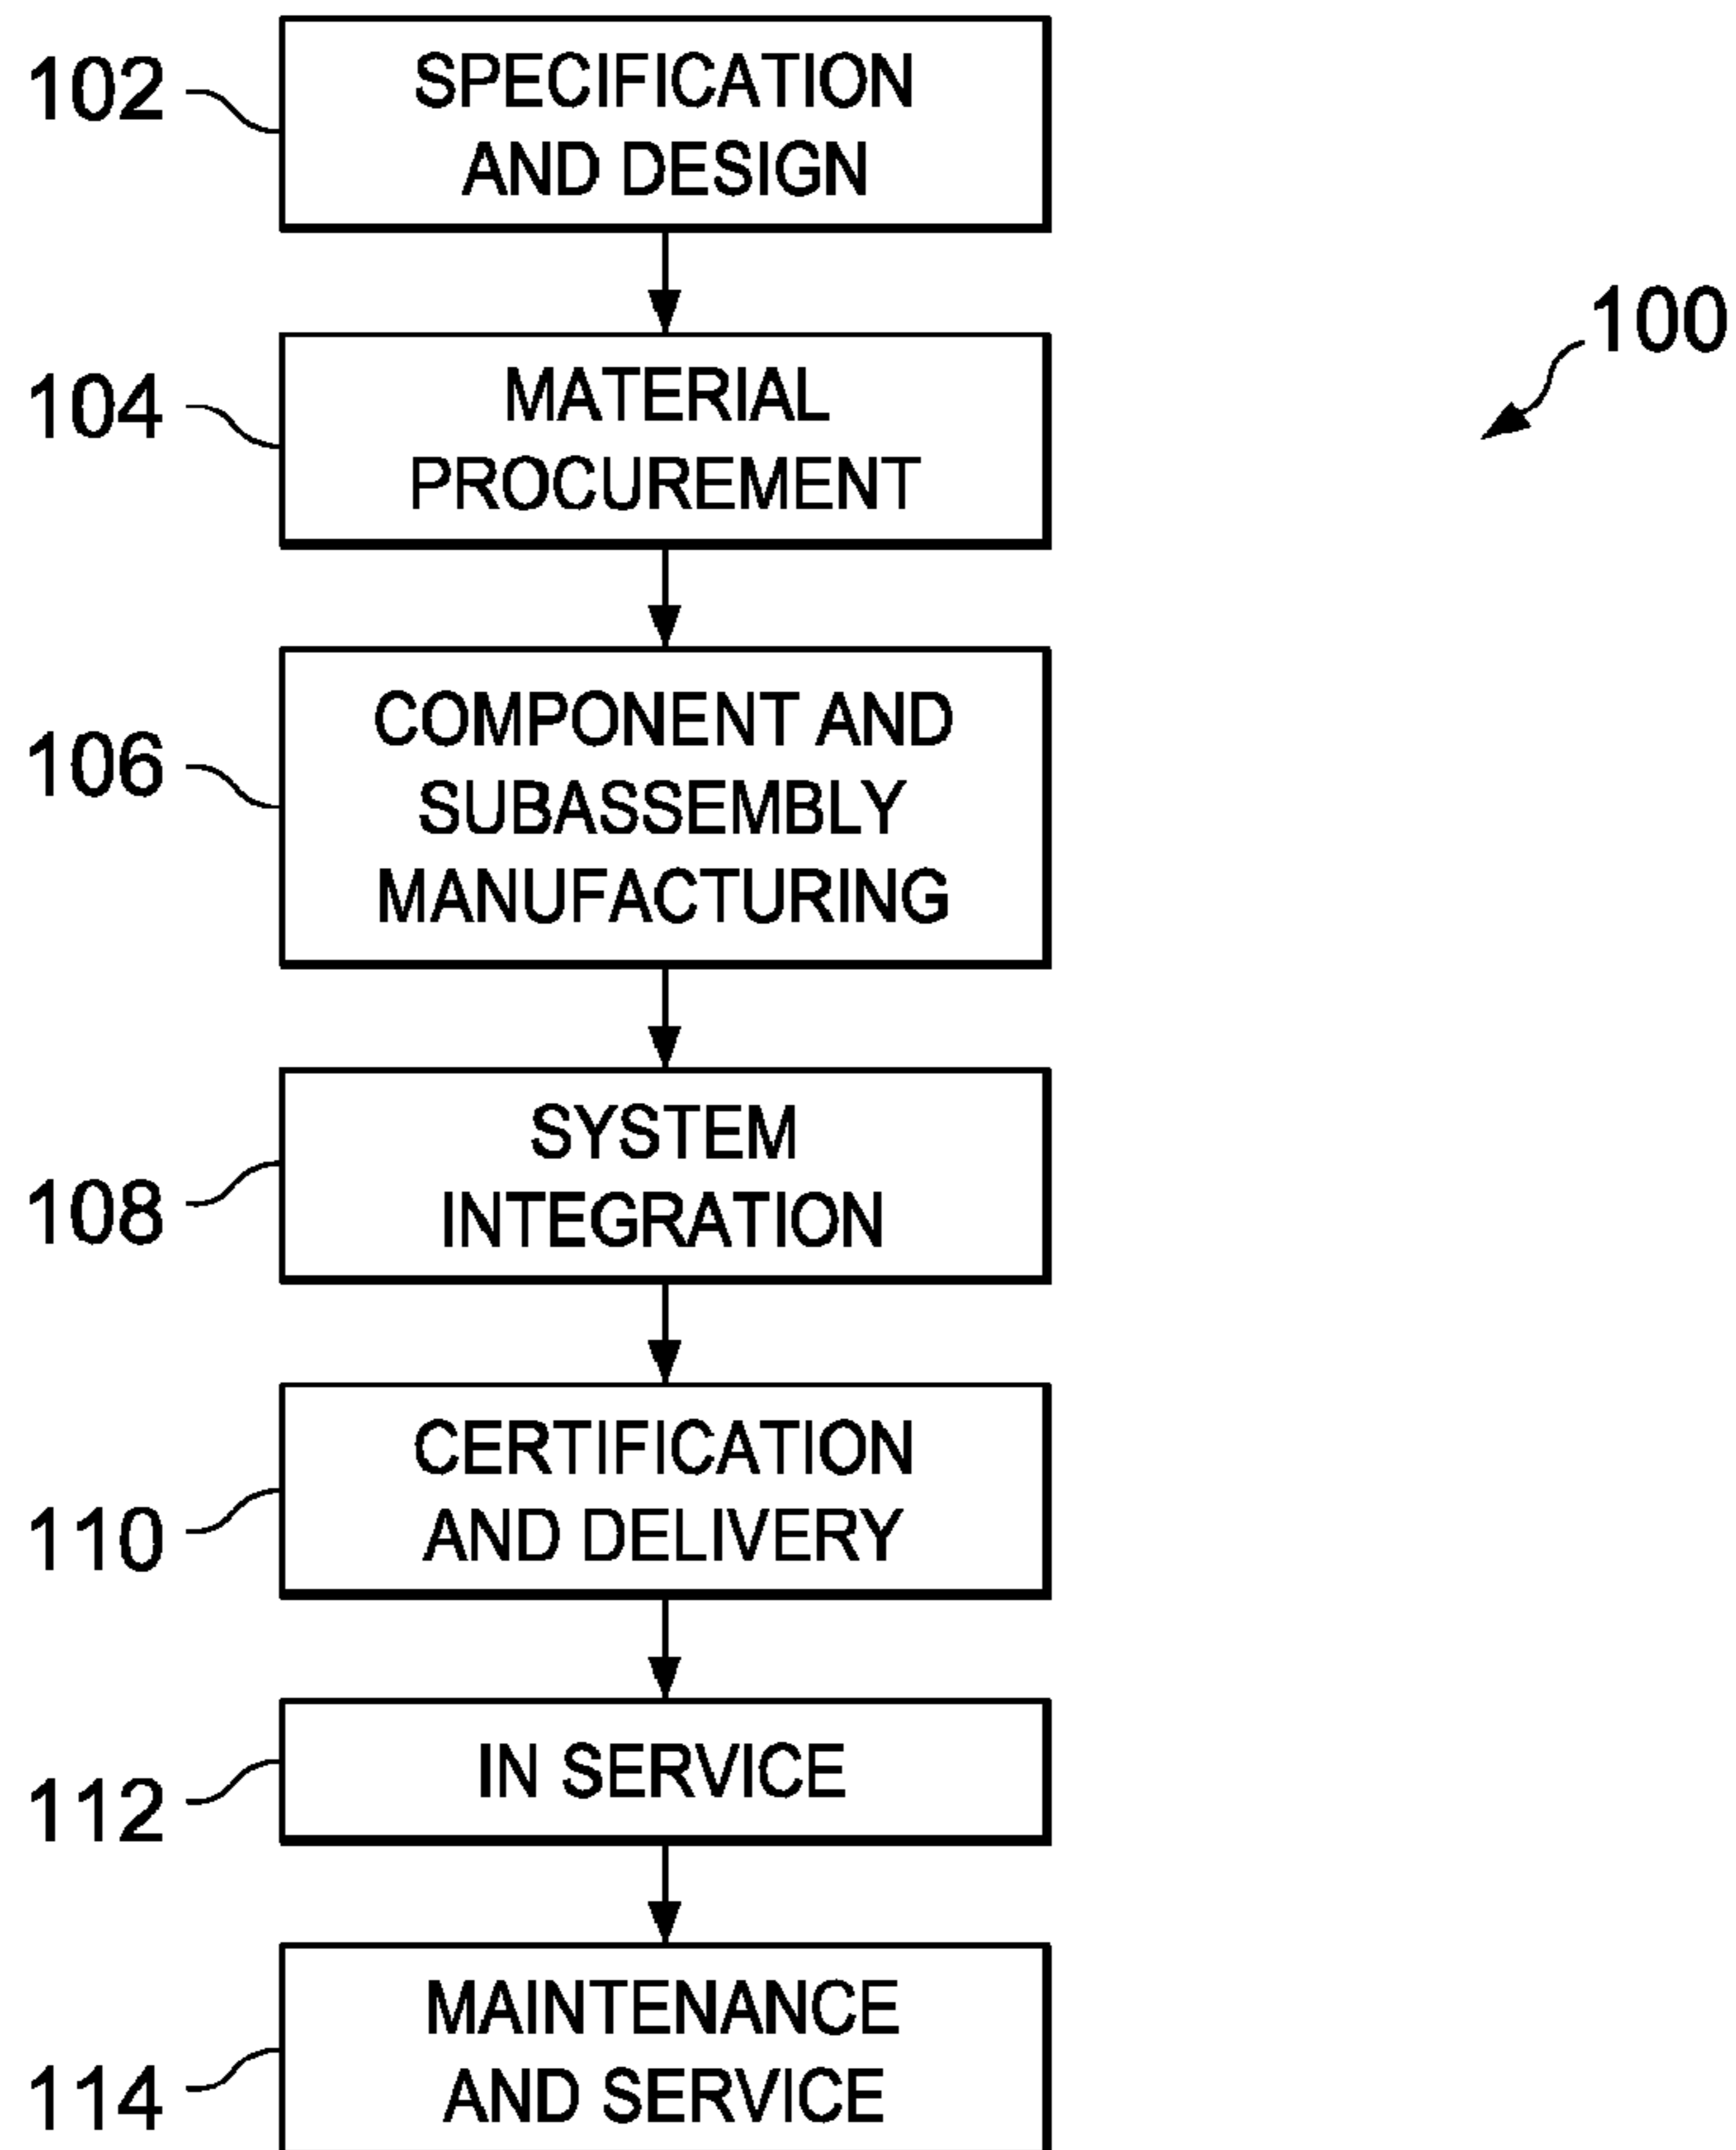 102
SPECIFICATION
AND DESIGN
100
104
MATERIAL
PROCUREMENT
106
COMPONENT AND
SUBASSEMBLY
MANUFACTURING
108
SYSTEM
INTEGRATION
110
CERTIFICATION
AND DELIVERY
112
IN SERVICE
114
MAINTENANCE
AND SERVICE